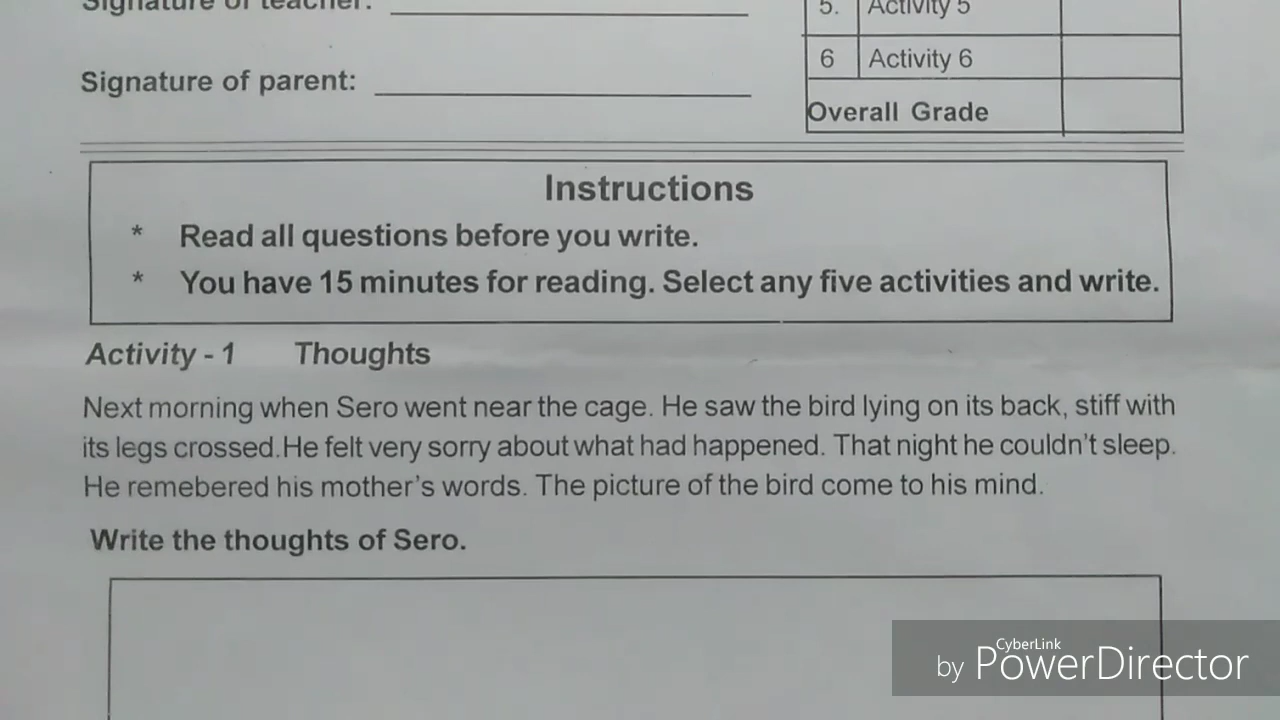 Signature of teacher:
5. Activity 5
6 Activity 6
Signature of parent:
Overall Grade
Instructions
* Read all questions before you write.
* You have 15 minutes for reading. Select any five activities and write.
Activity - 1 Thoughts
Next morning when Sero went near the cage. He saw the bird lying on its back, stiff with
its legs crossed.He felt very sorry about what had happened. That night he couldn't sleep.
He remebered his mother's words. The picture of the bird come to his mind.
Write the thoughts of Sero.
CyberLink
by PowerDirector